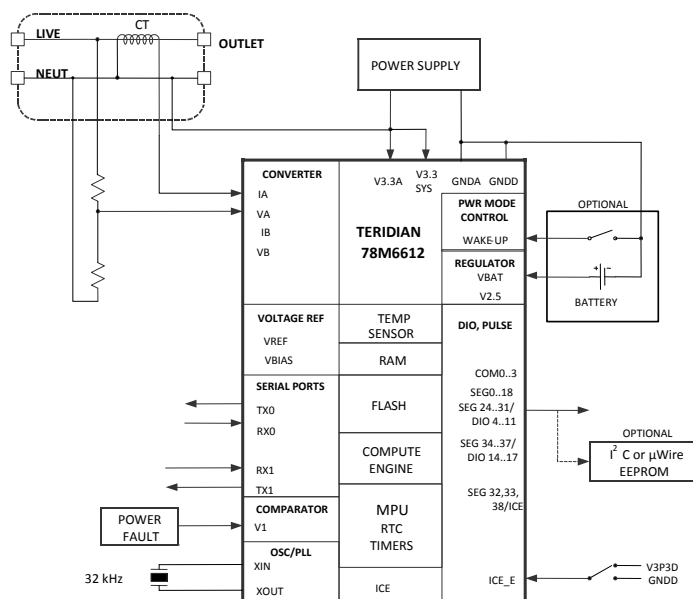 CT
LIVE
OUTLET
NEUT
POWER SUPPLY
CONVERTER
IA
VA
IB
VB
V3.3A
V3.3
SYS
GNDA GNDD
TERIDIAN
78M6612
PWR MODE
CONTROL
WAKE-UP
REGULATOR
VBAT
V2.5
OPTIONAL
BATTERY
VOLTAGE REF
VREF
VBIAS
TEMP
SENSOR
RAM
DIO, PULSE
COM0..3
SEG0..18
SEG 24..31/
DIO 4..11
SEG 34..37/
DIO 14..17
SEG 32,33,
38/ICE
SERIAL PORTS
TX0
RX0
RX1
TX1
FLASH
COMPUTE
ENGINE
OPTIONAL
I² C or µWire
EEPROM
POWER
FAULT
COMPARATOR
V1
MPU
RTC
TIMERS
OSC/PLL
XIN
XOUT
32 kHz
ICE
ICE_E
V3P3D
GNDD